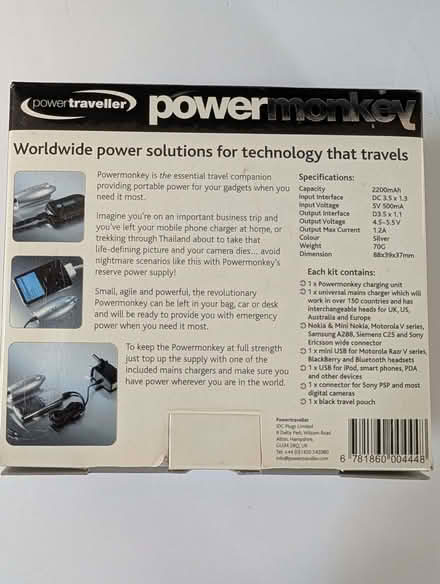 powertraveller powermonkey
Worldwide power solutions for technology that travels
Powermonkey is the essential travel companion
providing portable power for your gadgets when you
need it most.
Imagine you're on an important business trip and
you've left your mobile phone charger at home, or
trekking through Thailand about to take that
life-defining picture and your camera dies... avoid
nightmare scenarios like this with Powermonkey's
reserve power supply!
Small, agile and powerful, the revolutionary
Powermonkey can be left in your bag, car or desk
and will be ready to provide you with emergency
power when you need it most.
To keep the Powermonkey at full strength
just top up the supply with one of the
included mains chargers and make sure you
have power wherever you are in the world.
Specifications:
Capacity 2200mAh
Input Interface DC 3.5 x 1.3
Input Voltage 5V 500mA
Output Interface D3.5 x 1.1
Output Voltage 4.5-5.5V
Output Max Current 1.2A
Colour Silver
Weight 70G
Dimension 88x39x37mm
Each kit contains:
1 x Powermonkey charging unit
1 x universal mains charger which will
work in over 150 countries and has
interchangeable heads for UK, US,
Australia and Europe
Nokia & Mini Nokia, Motorola V series,
Samsung A288, Siemens C25 and Sony
Ericsson wide connector
1 x mini USB for Motorola Razr V series,
BlackBerry and Bluetooth headsets
1 x USB for iPod, smart phones, PDA
and other devices
1 x connector for Sony PSP and most
digital cameras
1 x black travel pouch
Powertraveller
IDC Plugs Limited
Alton, Hampshire,
info@powertraveller.com
6 781860 004448